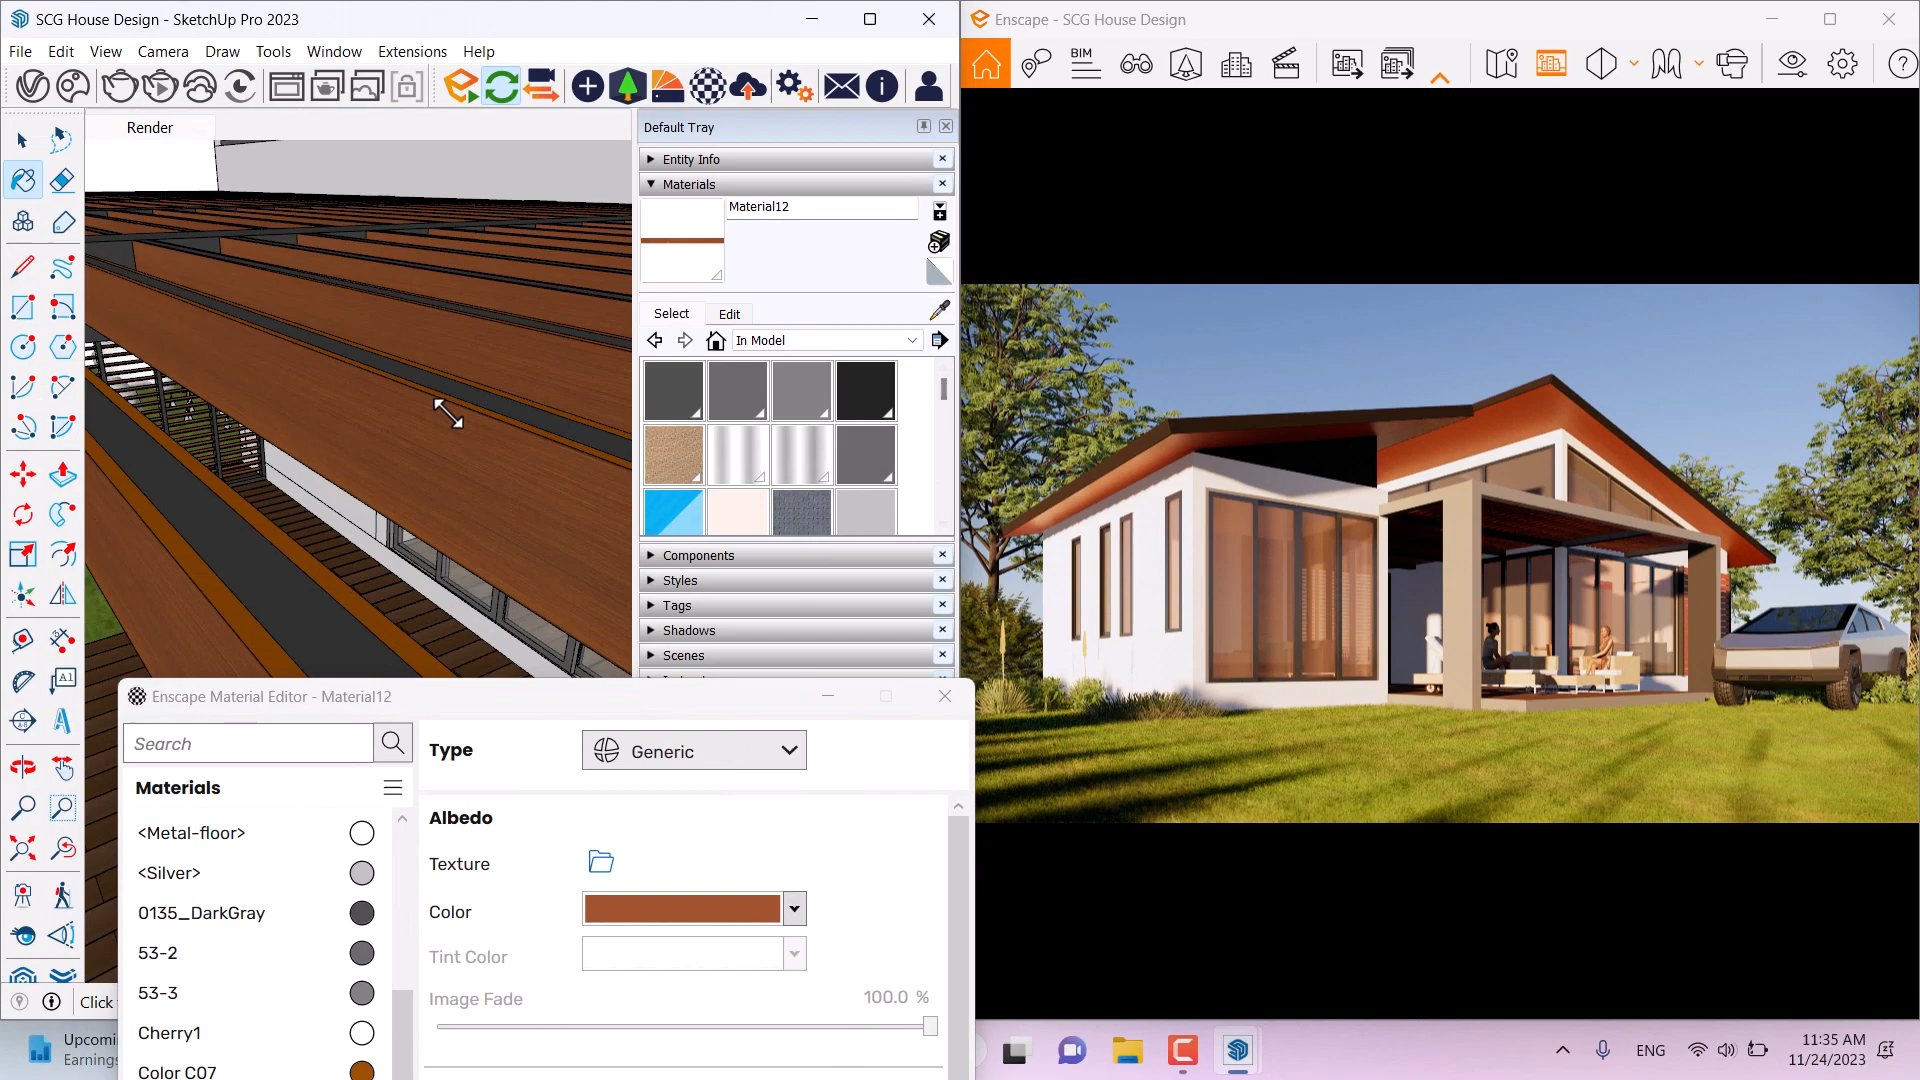 SCG House Design - SketchUp Pro 2023
File Edit View Camera Draw Tools Window Extensions Help
Render
Default Tray
Entity Info
Materials
Material12
Select Edit
In Model
Components
Styles
Tags
Shadows
Scenes
A1
Enscape Material Editor - Material12
Search
Materials
<Metal-floor>
<Silver>
0135_DarkGray
53-2
53-3
Cherry1
Color C07
Type
Generic
Albedo
Texture
Color
Tint Color
Image Fade
100.0 %
Click
Enscape - SCG House Design
BIM
Upcomi
Earnings
ENG
11:35 AM
11/24/2023